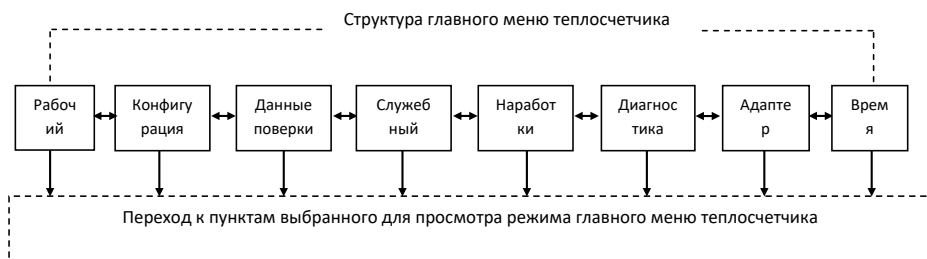 Структура главного меню теплосчетчика
Рабоч
ий
Конфигу
рация
Данные
поверки
Служеб
ный
Наработ
ки
Диагнос
тика
Адапте
р
Врем
я
Переход к пунктам выбранного для просмотра режима главного меню теплосчетчика